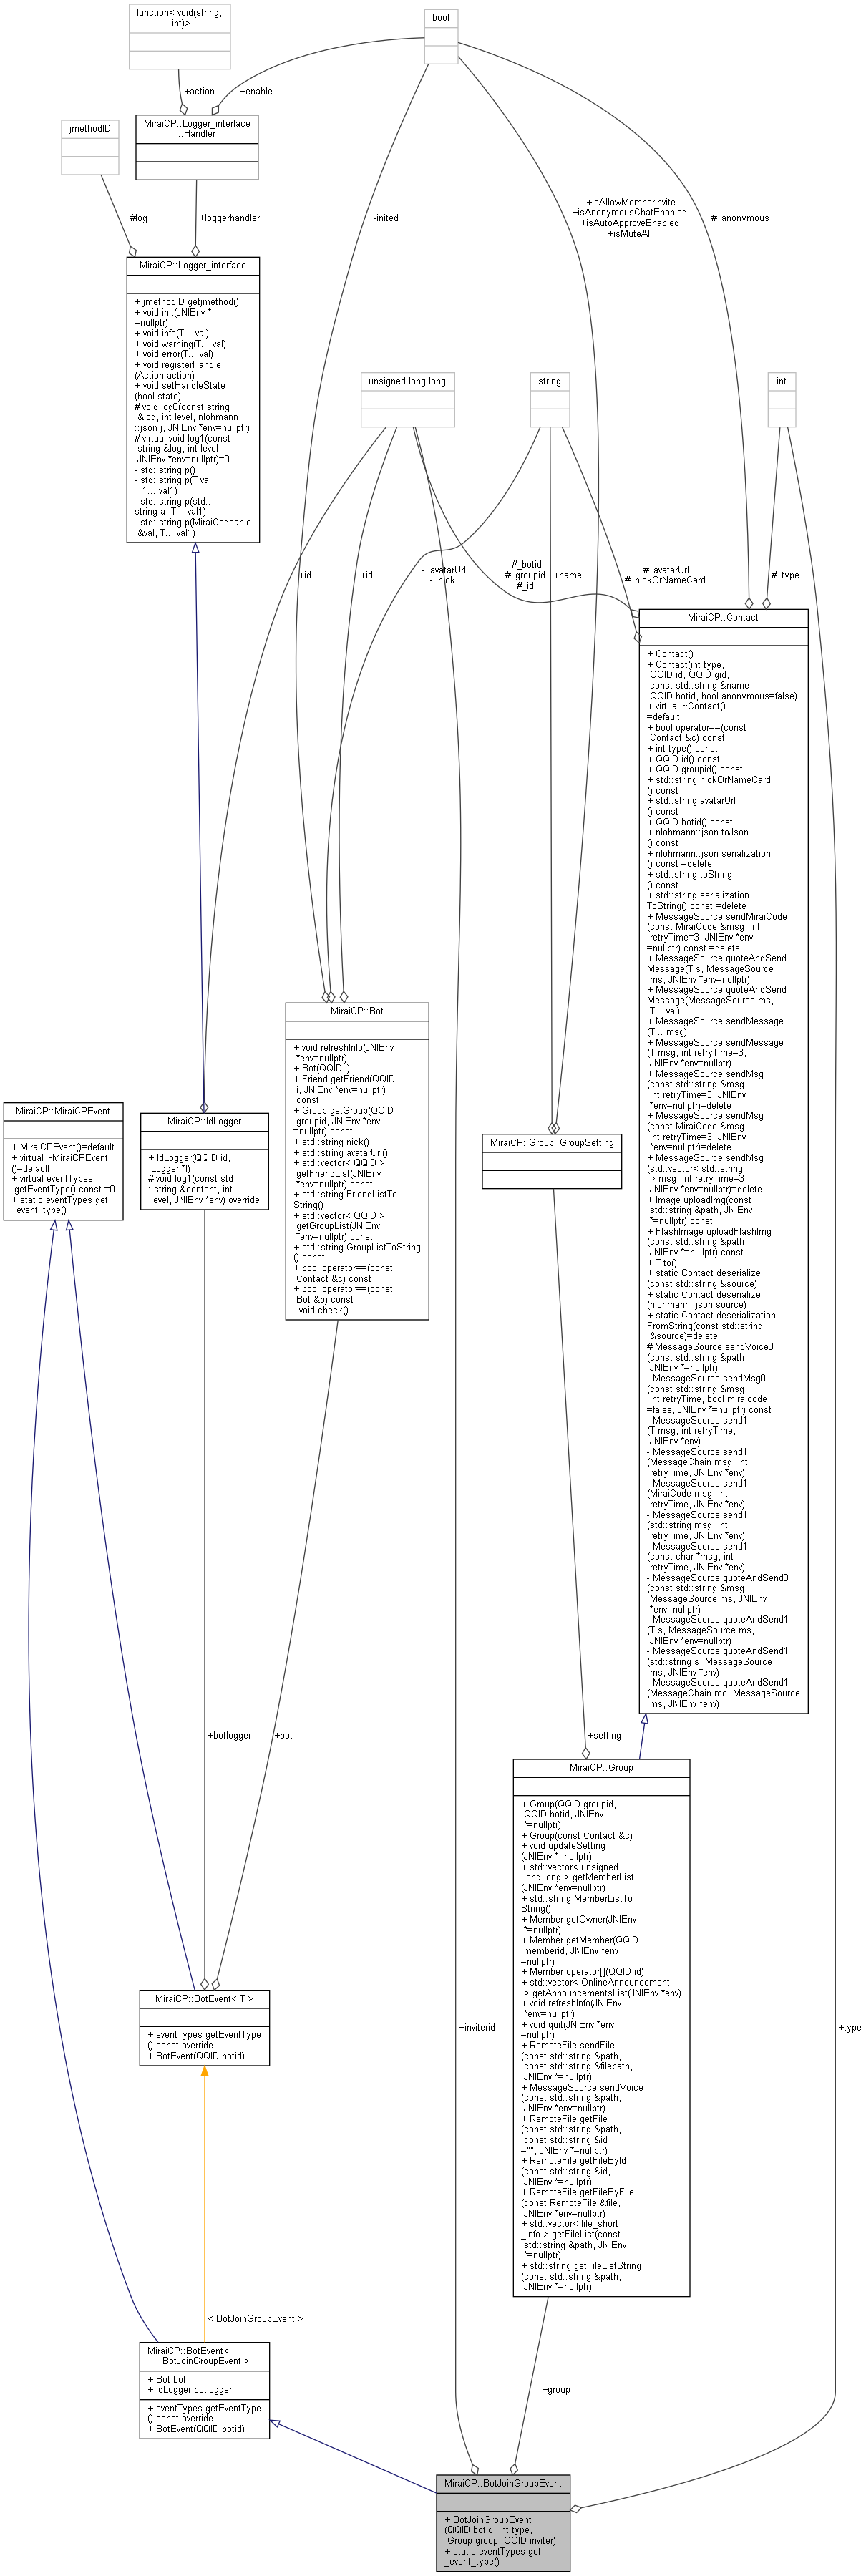 function< void(string,
int)>
bool
+action
+enable
MiraiCP::Logger_interface
::Handler
jmethodID
#log
+loggerhandler
-inited
+isAllowMemberInvite
+isAnonymousChatEnabled
+isAutoApproveEnabled
+isMuteAll
#_anonymous
MiraiCP::Logger_interface
+ jmethodID getjmethod()
+ void init(JNIEnv *
=nullptr)
+ void info(T... val)
+ void warning(T... val)
+ void error(T... val)
+ void registerHandle
(Action action)
+ void setHandleState
(bool state)
# void log0(const string
&log, int level, nlohmann
::json j, JNIEnv *env=nullptr)
# virtual void log1(const
string &log, int level,
JNIEnv *env=nullptr)=0
- std::string p()
- std::string p(T val,
T1... val1)
- std::string p(std::
string a, T... val1)
- std::string p(MiraiCodeable
&val, T... val1)
unsigned long long
string
int
+id
+id
-_avatarUrl
-_nick
#_botid
#_groupid
#_id
+name
#_avatarUrl
#_nickOrNameCard
#_type
MiraiCP::Contact
+ Contact()
+ Contact(int type,
QQID id, QQID gid,
const std::string &name,
QQID botid, bool anonymous=false)
+ virtual ~Contact()
=default
+ bool operator==(const
Contact &c) const
+ int type() const
+ QQID id() const
+ QQID groupid() const
+ std::string nickOrNameCard
() const
+ std::string avatarUrl
() const
+ QQID botid() const
+ nlohmann::json toJson
() const
+ nlohmann::json serialization
() const =delete
+ std::string toString
() const
+ std::string serialization
ToString() const =delete
+ MessageSource sendMiraiCode
(const MiraiCode &msg, int
retryTime=3, JNIEnv *env
=nullptr) const =delete
+ MessageSource quoteAndSend
Message(T s, MessageSource
ms, JNIEnv *env=nullptr)
+ MessageSource quoteAndSend
Message(MessageSource ms,
T... val)
+ MessageSource sendMessage
(T... msg)
+ MessageSource sendMessage
(T msg, int retryTime=3,
JNIEnv *env=nullptr)
+ MessageSource sendMsg
(const std::string &msg,
int retryTime=3, JNIEnv
*env=nullptr)=delete
+ MessageSource sendMsg
(const MiraiCode &msg,
int retryTime=3, JNIEnv
*env=nullptr)=delete
+ MessageSource sendMsg
(std::vector< std::string
> msg, int retryTime=3,
JNIEnv *env=nullptr)=delete
+ Image uploadImg(const
std::string &path, JNIEnv
*=nullptr) const
+ FlashImage uploadFlashImg
(const std::string &path,
JNIEnv *=nullptr) const
+ T to()
+ static Contact deserialize
(const std::string &source)
+ static Contact deserialize
(nlohmann::json source)
+ static Contact deserialization
FromString(const std::string
&source)=delete
# MessageSource sendVoice0
(const std::string &path,
JNIEnv *=nullptr)
- MessageSource sendMsg0
(const std::string &msg,
int retryTime, bool miraicode
=false, JNIEnv *=nullptr) const
- MessageSource send1
(T msg, int retryTime,
JNIEnv *env)
- MessageSource send1
(MessageChain msg, int
retryTime, JNIEnv *env)
- MessageSource send1
(MiraiCode msg, int
retryTime, JNIEnv *env)
- MessageSource send1
(std::string msg, int
retryTime, JNIEnv *env)
- MessageSource send1
(const char *msg, int
retryTime, JNIEnv *env)
- MessageSource quoteAndSend0
(const std::string &msg,
MessageSource ms, JNIEnv
*env=nullptr)
- MessageSource quoteAndSend1
(T s, MessageSource ms,
JNIEnv *env=nullptr)
- MessageSource quoteAndSend1
(std::string s, MessageSource
ms, JNIEnv *env)
- MessageSource quoteAndSend1
(MessageChain mc, MessageSource
ms, JNIEnv *env)
MiraiCP::Bot
+ void refreshInfo(JNIEnv
*env=nullptr)
+ Bot(QQID i)
+ Friend getFriend(QQID
i, JNIEnv *env=nullptr)
const
+ Group getGroup(QQID
groupid, JNIEnv *env
=nullptr) const
+ std::string nick()
+ std::string avatarUrl()
+ std::vector< QQID >
getFriendList(JNIEnv
*env=nullptr) const
+ std::string FriendListTo
String()
+ std::vector< QQID >
getGroupList(JNIEnv
*env=nullptr) const
+ std::string GroupListToString
() const
+ bool operator==(const
Contact &c) const
+ bool operator==(const
Bot &b) const
- void check()
MiraiCP::MiraiCPEvent
+ MiraiCPEvent()=default
+ virtual ~MiraiCPEvent
()=default
+ virtual eventTypes
getEventType() const =0
+ static eventTypes get
_event_type()
MiraiCP::IdLogger
+ IdLogger(QQID id,
Logger *l)
# void log1(const std
::string &content, int
level, JNIEnv *env) override
MiraiCP::Group::GroupSetting
+botlogger
+bot
+setting
MiraiCP::Group
+ Group(QQID groupid,
QQID botid, JNIEnv
*=nullptr)
+ Group(const Contact &c)
+ void updateSetting
(JNIEnv *=nullptr)
+ std::vector< unsigned
long long > getMemberList
(JNIEnv *env=nullptr)
+ std::string MemberListTo
String()
+ Member getOwner(JNIEnv
*=nullptr)
+ Member getMember(QQID
memberid, JNIEnv *env
=nullptr)
+ Member operator[](QQID id)
+ std::vector< OnlineAnnouncement
> getAnnouncementsList(JNIEnv *env)
+ void refreshInfo(JNIEnv
*env=nullptr)
+ void quit(JNIEnv *env
=nullptr)
+ RemoteFile sendFile
(const std::string &path,
const std::string &filepath,
JNIEnv *=nullptr)
+ MessageSource sendVoice
(const std::string &path,
JNIEnv *env=nullptr)
+ RemoteFile getFile
(const std::string &path,
const std::string &id
="", JNIEnv *=nullptr)
+ RemoteFile getFileById
(const std::string &id,
JNIEnv *=nullptr)
+ RemoteFile getFileByFile
(const RemoteFile &file,
JNIEnv *env=nullptr)
+ std::vector< file_short
_info > getFileList(const
std::string &path, JNIEnv
*=nullptr)
+ std::string getFileListString
(const std::string &path,
JNIEnv *=nullptr)
MiraiCP::BotEvent< T >
+ eventTypes getEventType
() const override
+ BotEvent(QQID botid)
+inviterid
+type
< BotJoinGroupEvent >
MiraiCP::BotEvent<
BotJoinGroupEvent >
+ Bot bot
+ IdLogger botlogger
+ eventTypes getEventType
() const override
+ BotEvent(QQID botid)
+group
MiraiCP::BotJoinGroupEvent
+ BotJoinGroupEvent
(QQID botid, int type,
Group group, QQID inviter)
+ static eventTypes get
_event_type()